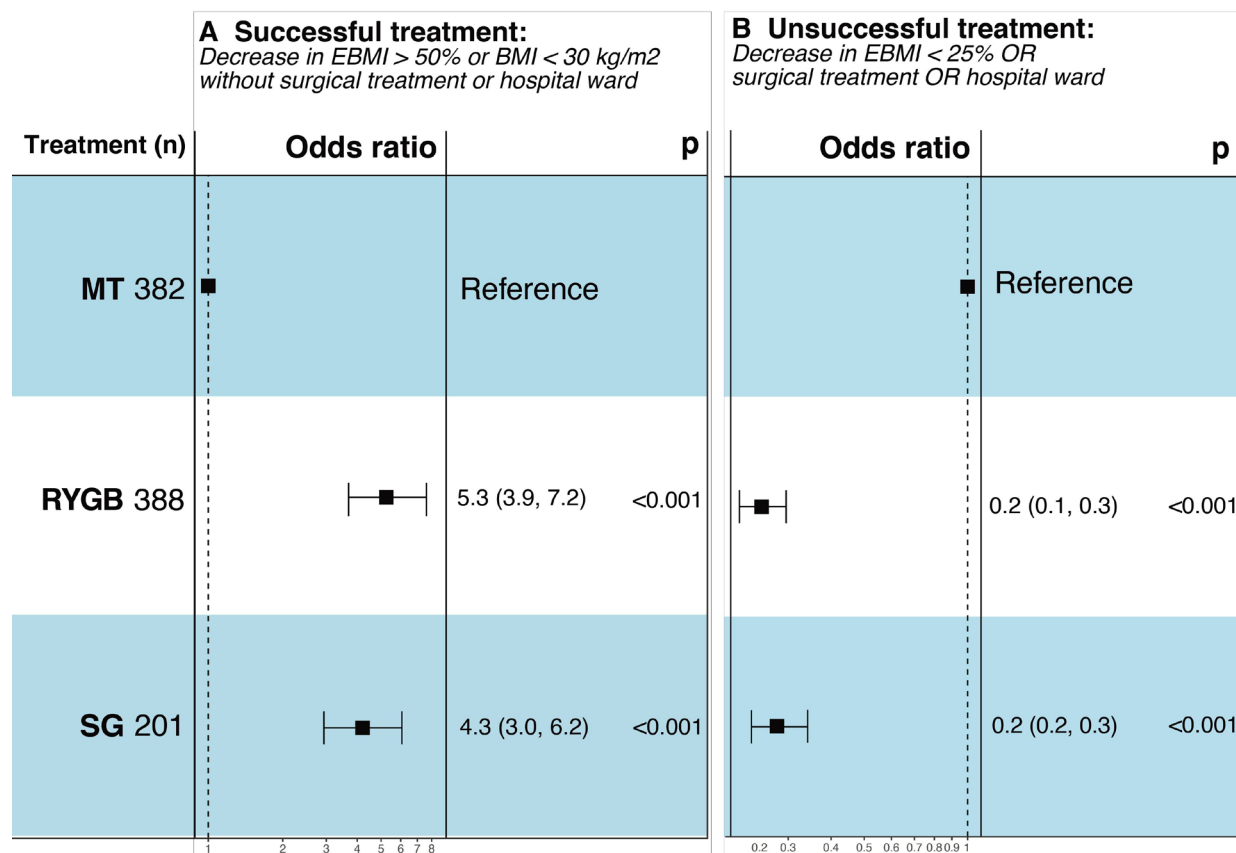 A Successful treatment:
Decrease in EBMI > 50% or BMI < 30 kg/m2
without surgical treatment or hospital ward
B Unsuccessful treatment:
Decrease in EBMI < 25% OR
surgical treatment OR hospital ward
Treatment (n) Odds ratio p Odds ratio p
MT 382 Reference Reference
RYGB 388 5.3 (3.9, 7.2) <0.001 0.2 (0.1, 0.3) <0.001
SG 201 4.3 (3.0, 6.2) <0.001 0.2 (0.2, 0.3) <0.001
1 2 3 4 5 6 7 8 0.2 0.3 0.4 0.5 0.6 0.7 0.8 0.9 1